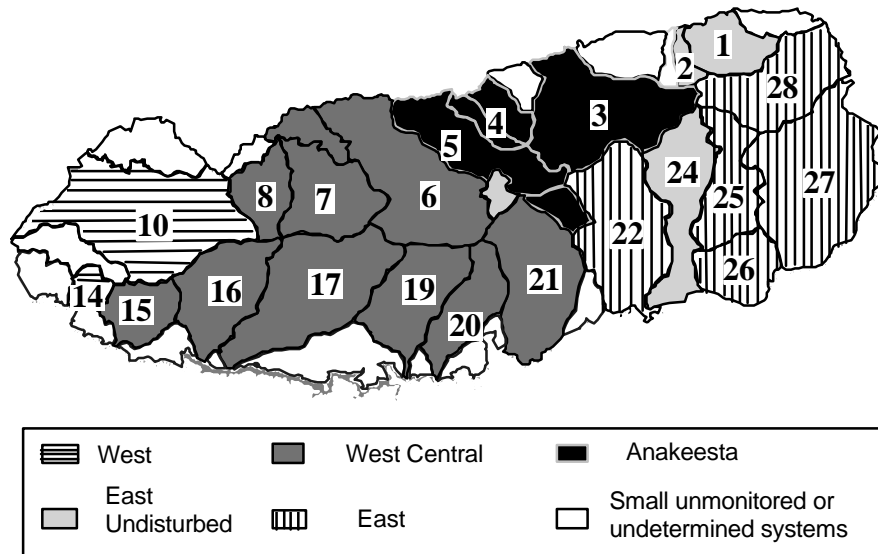 1
2
28
3
4
5
24
8
7
6
25
27
10
22
26
14
15
16
17
19
20
21
West
West Central
Anakeesta
East
Undisturbed
East
Small unmonitored or
undetermined systems